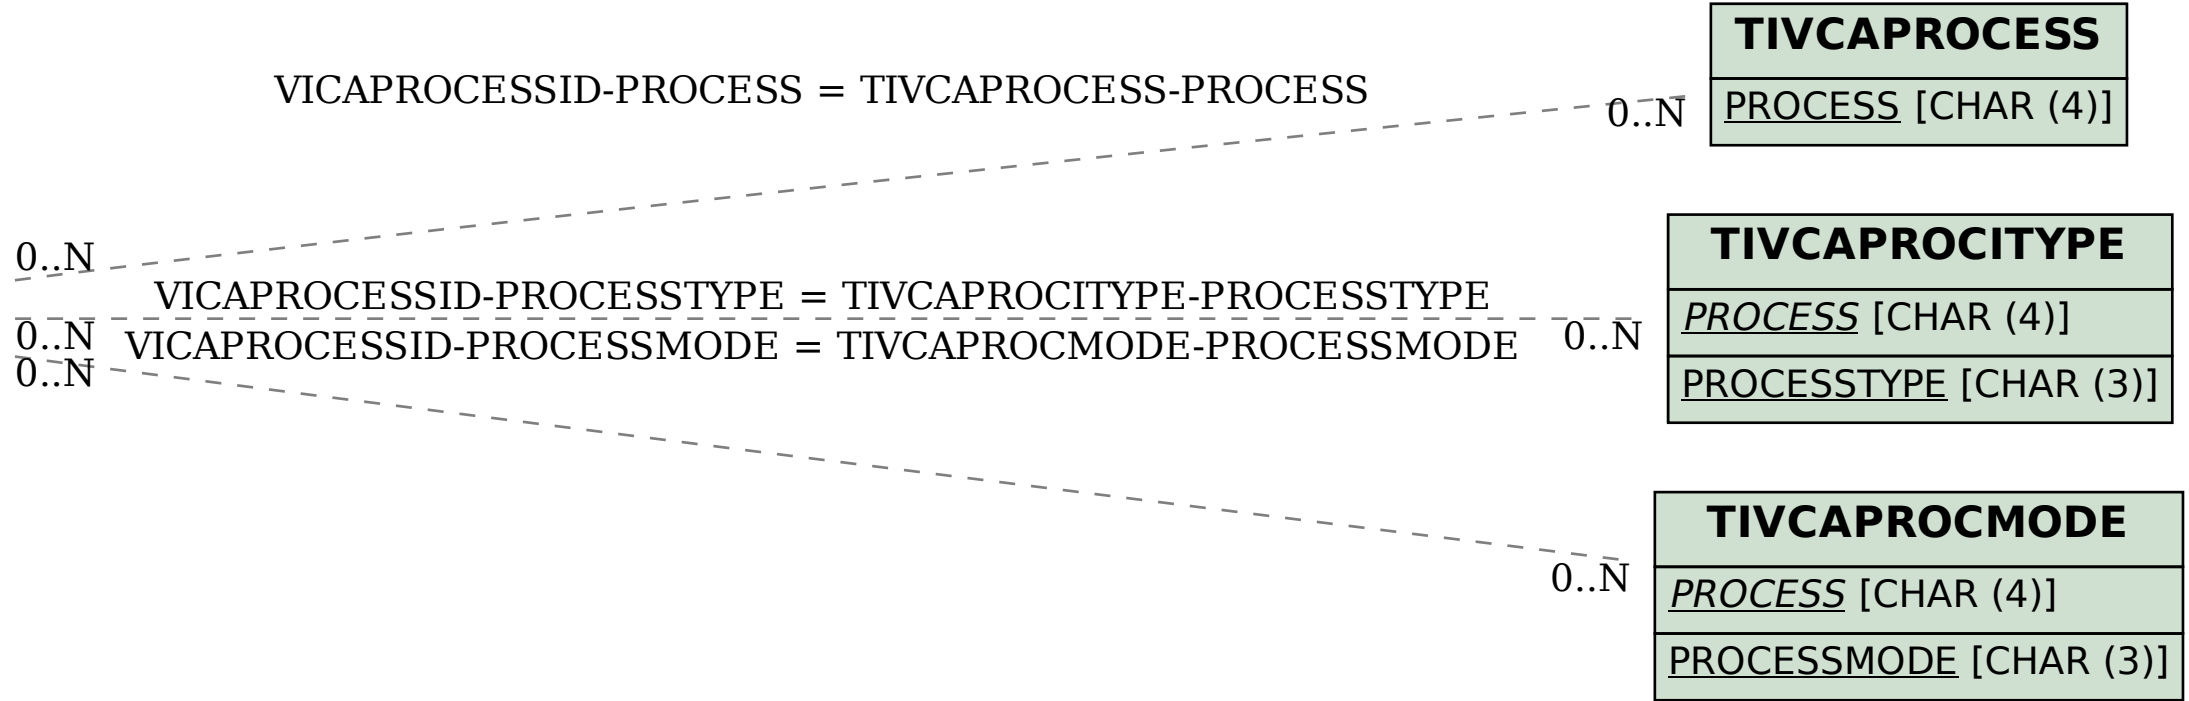 TIVCAPROCESS
VICAPROCESSID-PROCESS = TIVCAPROCESS-PROCESS
0..N
PROCESS [CHAR (4)]
TIVCAPROCITYPE
0..N
VICAPROCESSID-PROCESSTYPE = TIVCAPROCITYPE-PROCESSTYPE
PROCESS [CHAR (4)]
0..N
0..N
VICAPROCESSID-PROCESSMODE = TIVCAPROCMODE-PROCESSMODE
0..N
PROCESSTYPE [CHAR (3)]
TIVCAPROCMODE
0..N
PROCESS [CHAR (4)]
PROCESSMODE [CHAR (3)]